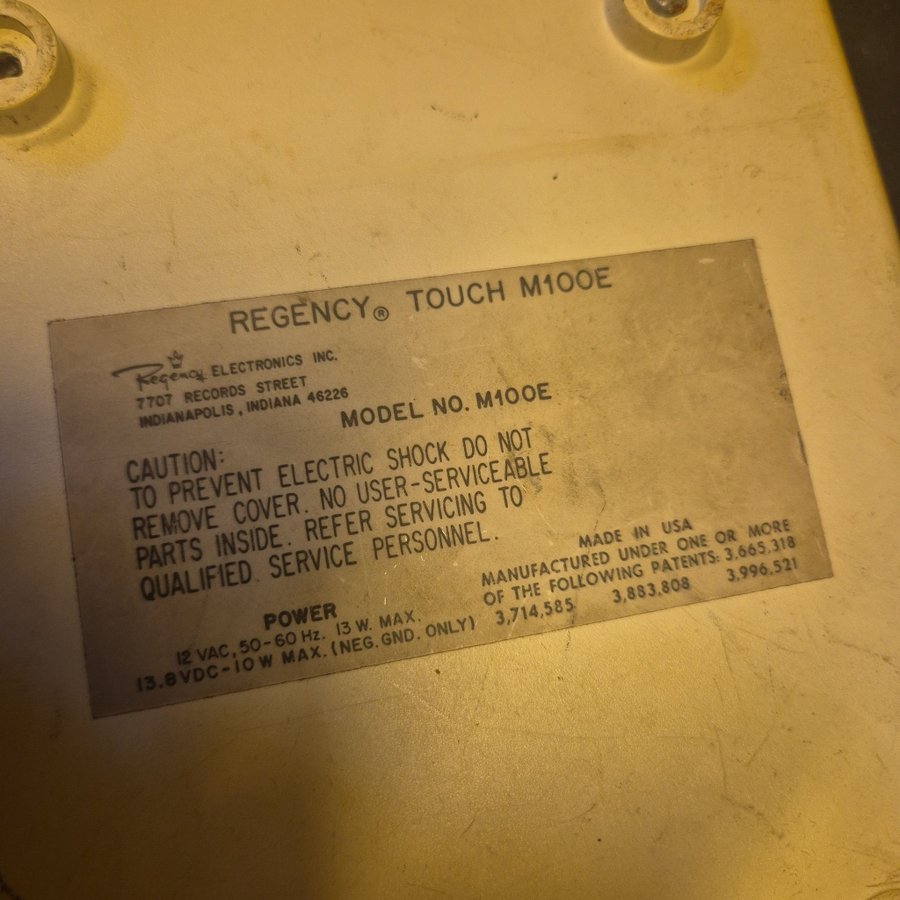 REGENCY® TOUCH M100E
Regency ELECTRONICS INC.
7707 RECORDS STREET
INDIANAPOLIS, INDIANA 46226
MODEL NO. M100E
CAUTION:
TO PREVENT ELECTRIC SHOCK DO NOT
REMOVE COVER. NO USER-SERVICEABLE
PARTS INSIDE. REFER SERVICING TO
QUALIFIED SERVICE PERSONNEL.
POWER
12 VAC, 50-60 Hz. 13 W. MAX.
13.8VDC-10W MAX. (NEG. GND. ONLY)
MADE IN USA
MANUFACTURED UNDER ONE OR MORE
OF THE FOLLOWING PATENTS: 3,665,318
3,714,585 3,883,808 3,996,521